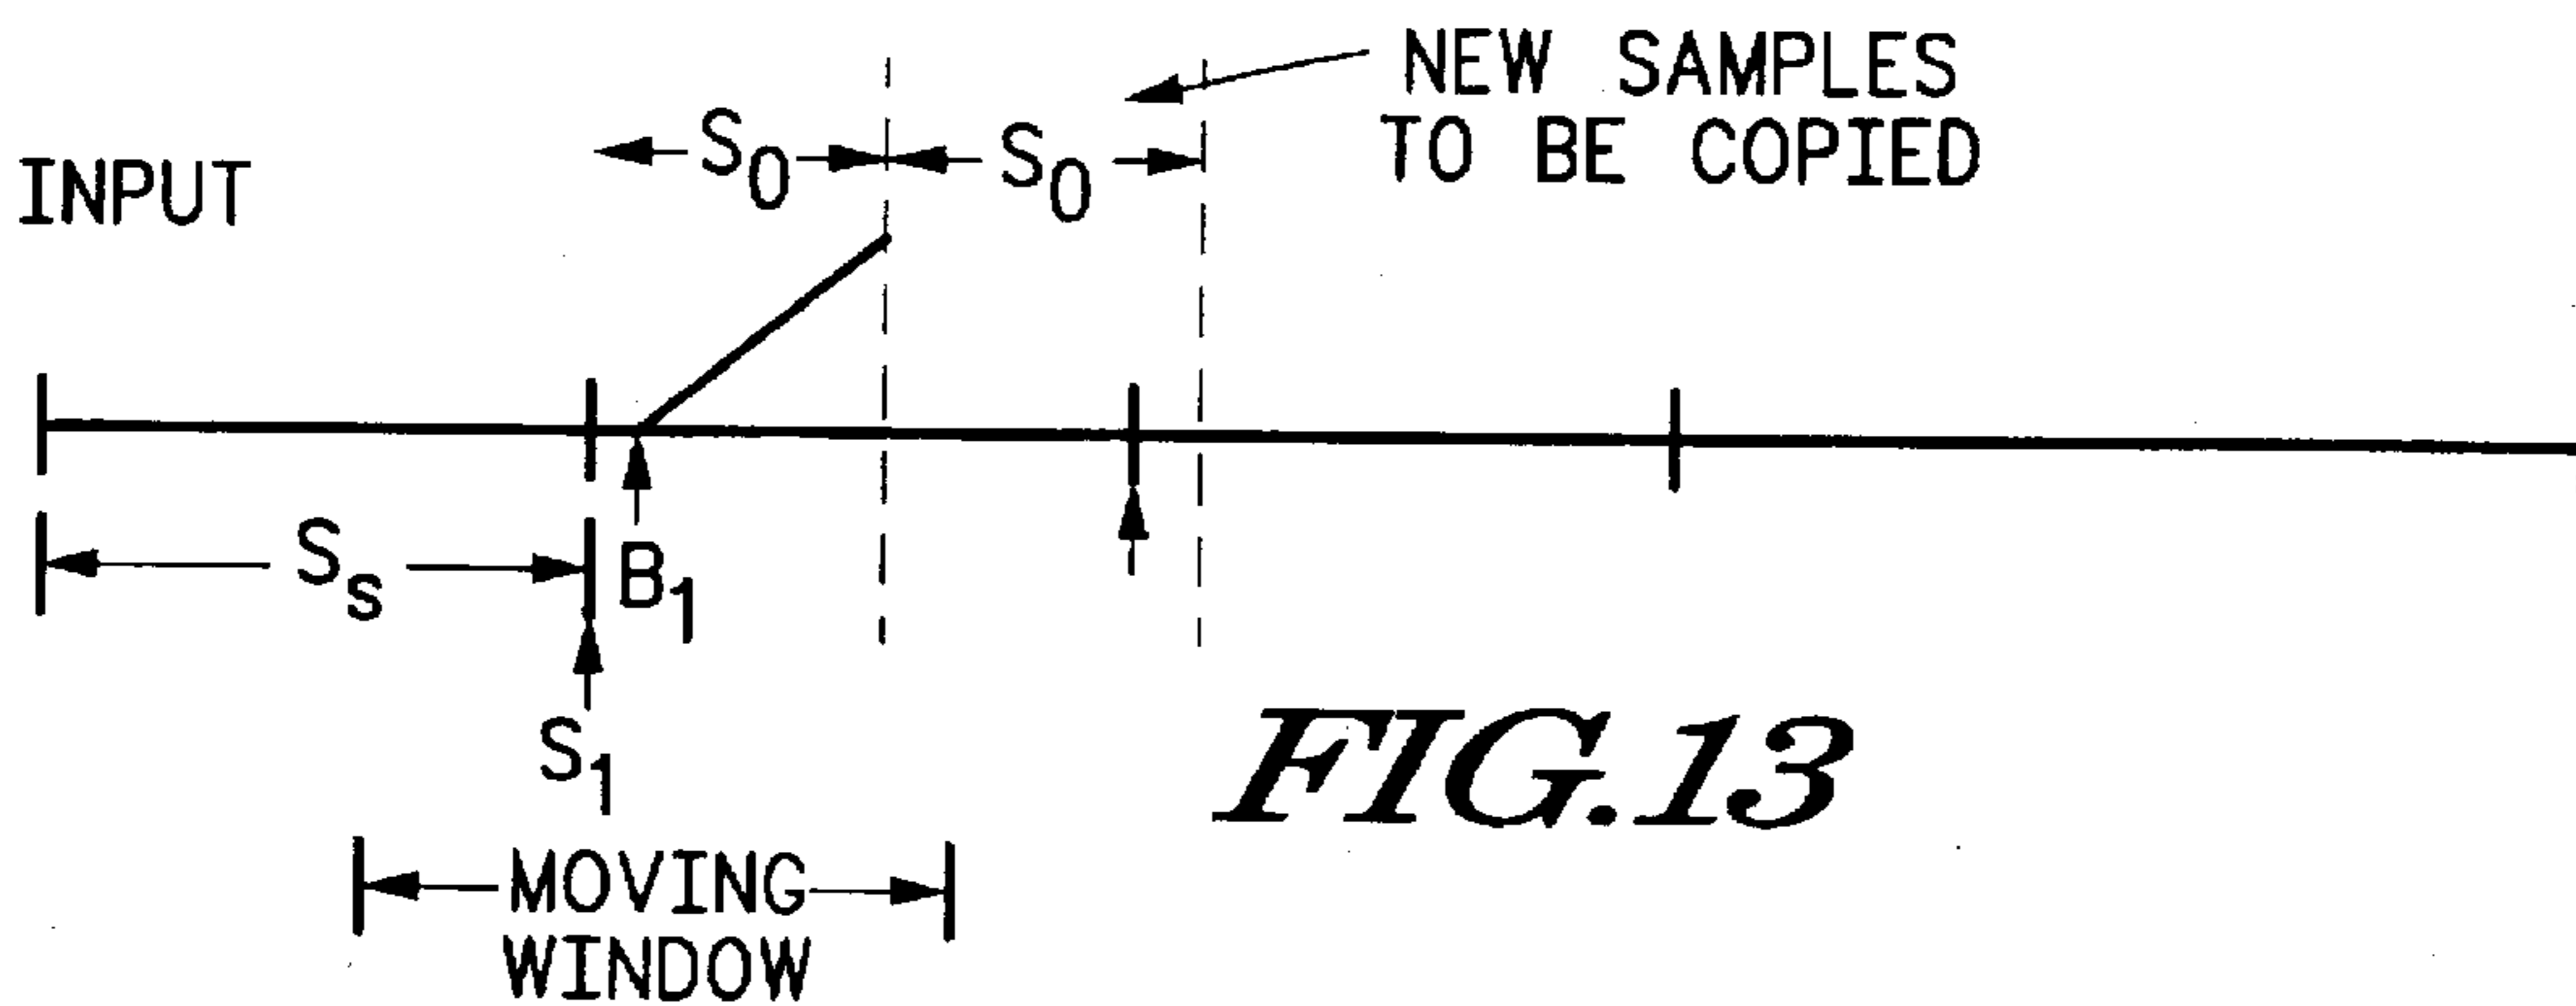 NEW SAMPLES
TO BE COPIED
S0
S0
INPUT
Ss
B1
S1
MOVING
WINDOW
FIG.13